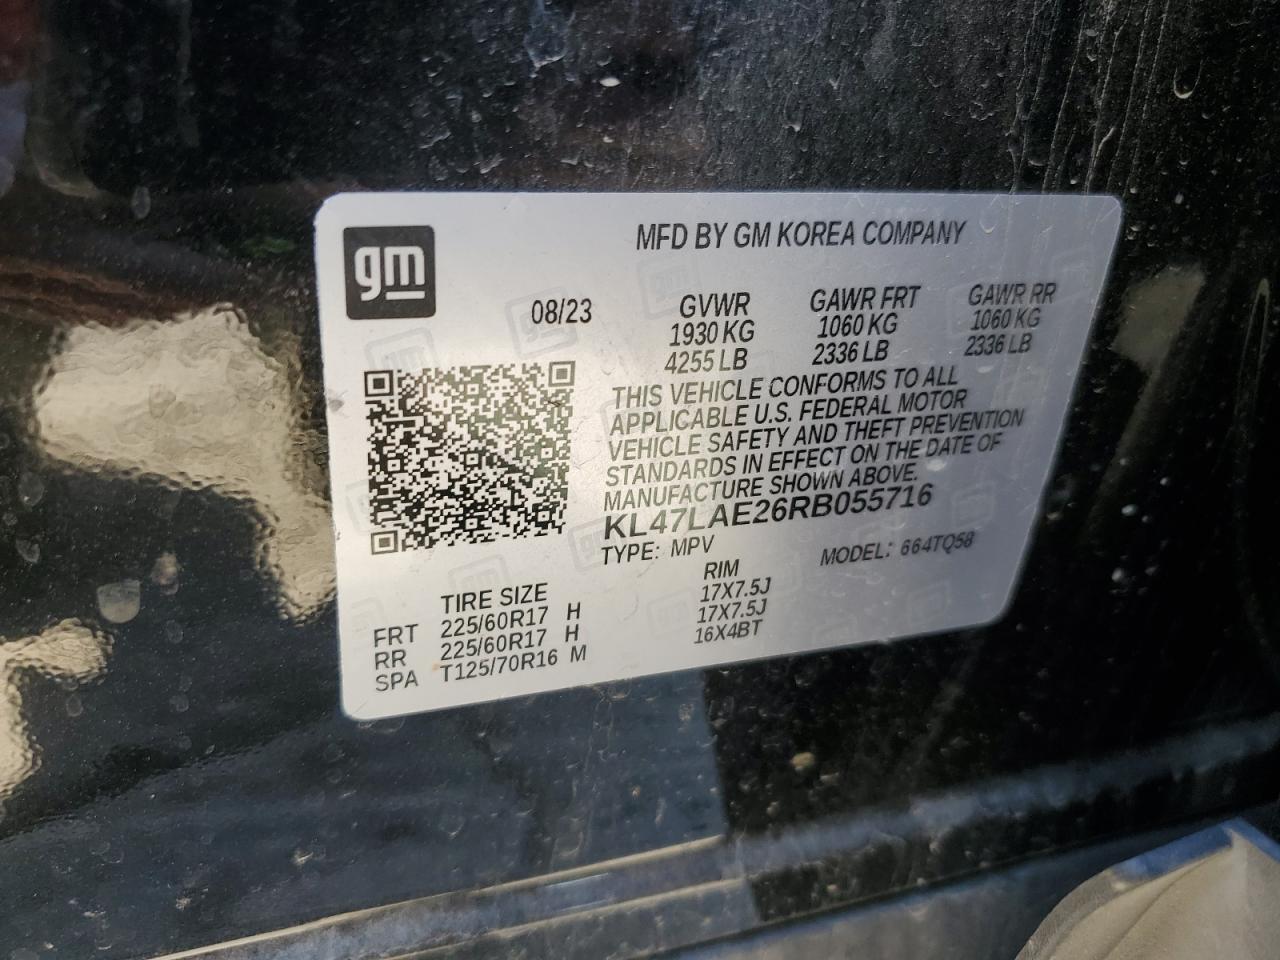 gm
MFD BY GM KOREA COMPANY
08/23 GVWR GAWR FRT GAWR RR
1930 KG 1060 KG 1060 KG
4255 LB 2336 LB 2336 LB
THIS VEHICLE CONFORMS TO ALL
APPLICABLE U.S. FEDERAL MOTOR
VEHICLE SAFETY AND THEFT PREVENTION
STANDARDS IN EFFECT ON THE DATE OF
MANUFACTURE SHOWN ABOVE.
KL47LAE26RB055716
TYPE: MPV MODEL: 664TQ58
TIRE SIZE RIM
FRT 225/60R17 H 17X7.5J
RR 225/60R17 H 17X7.5J
SPA T125/70R16 M 16X4BT